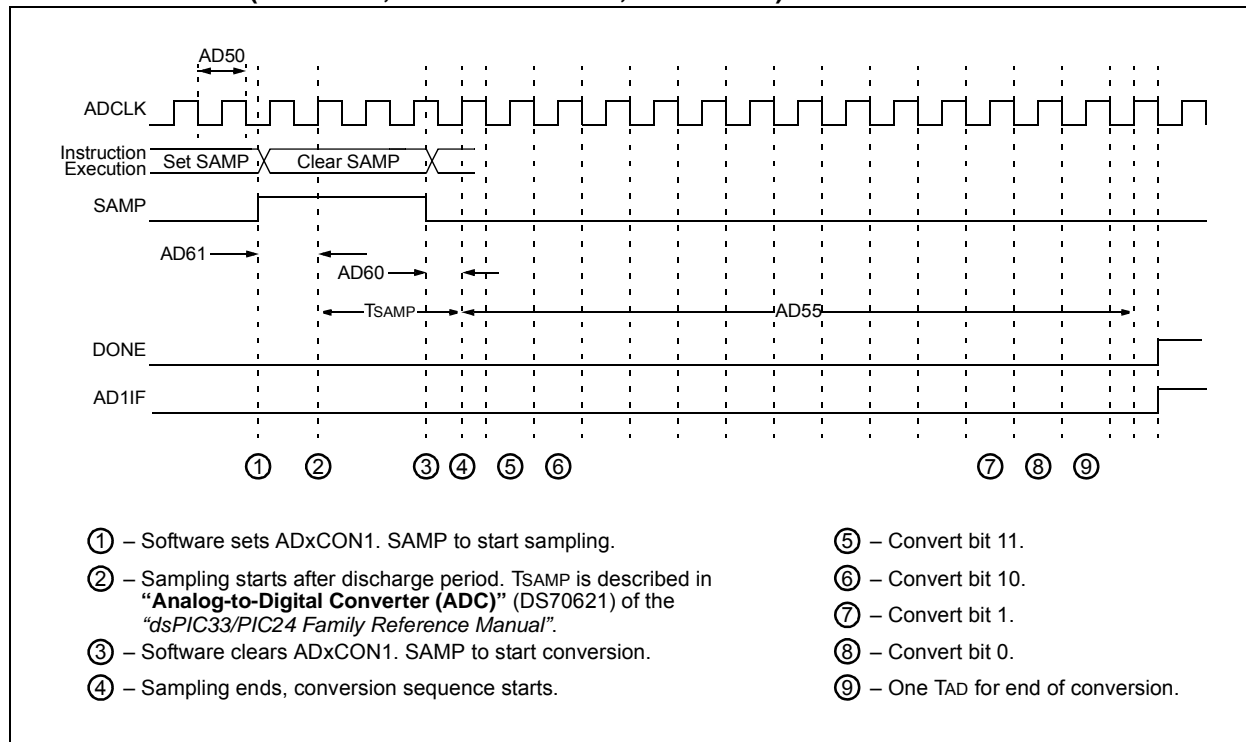 AD50
ADCLK
Instruction
Execution
Set SAMP
Clear SAMP
SAMP
AD61
AD60
TSAMP
AD55
DONE
AD1IF
1 2 3 4 5 6 7 8 9
1 – Software sets ADxCON1. SAMP to start sampling.
2 – Sampling starts after discharge period. TSAMP is described in
“Analog-to-Digital Converter (ADC)” (DS70621) of the
“dsPIC33/PIC24 Family Reference Manual”.
3 – Software clears ADxCON1. SAMP to start conversion.
4 – Sampling ends, conversion sequence starts.
5 – Convert bit 11.
6 – Convert bit 10.
7 – Convert bit 1.
8 – Convert bit 0.
9 – One TAD for end of conversion.